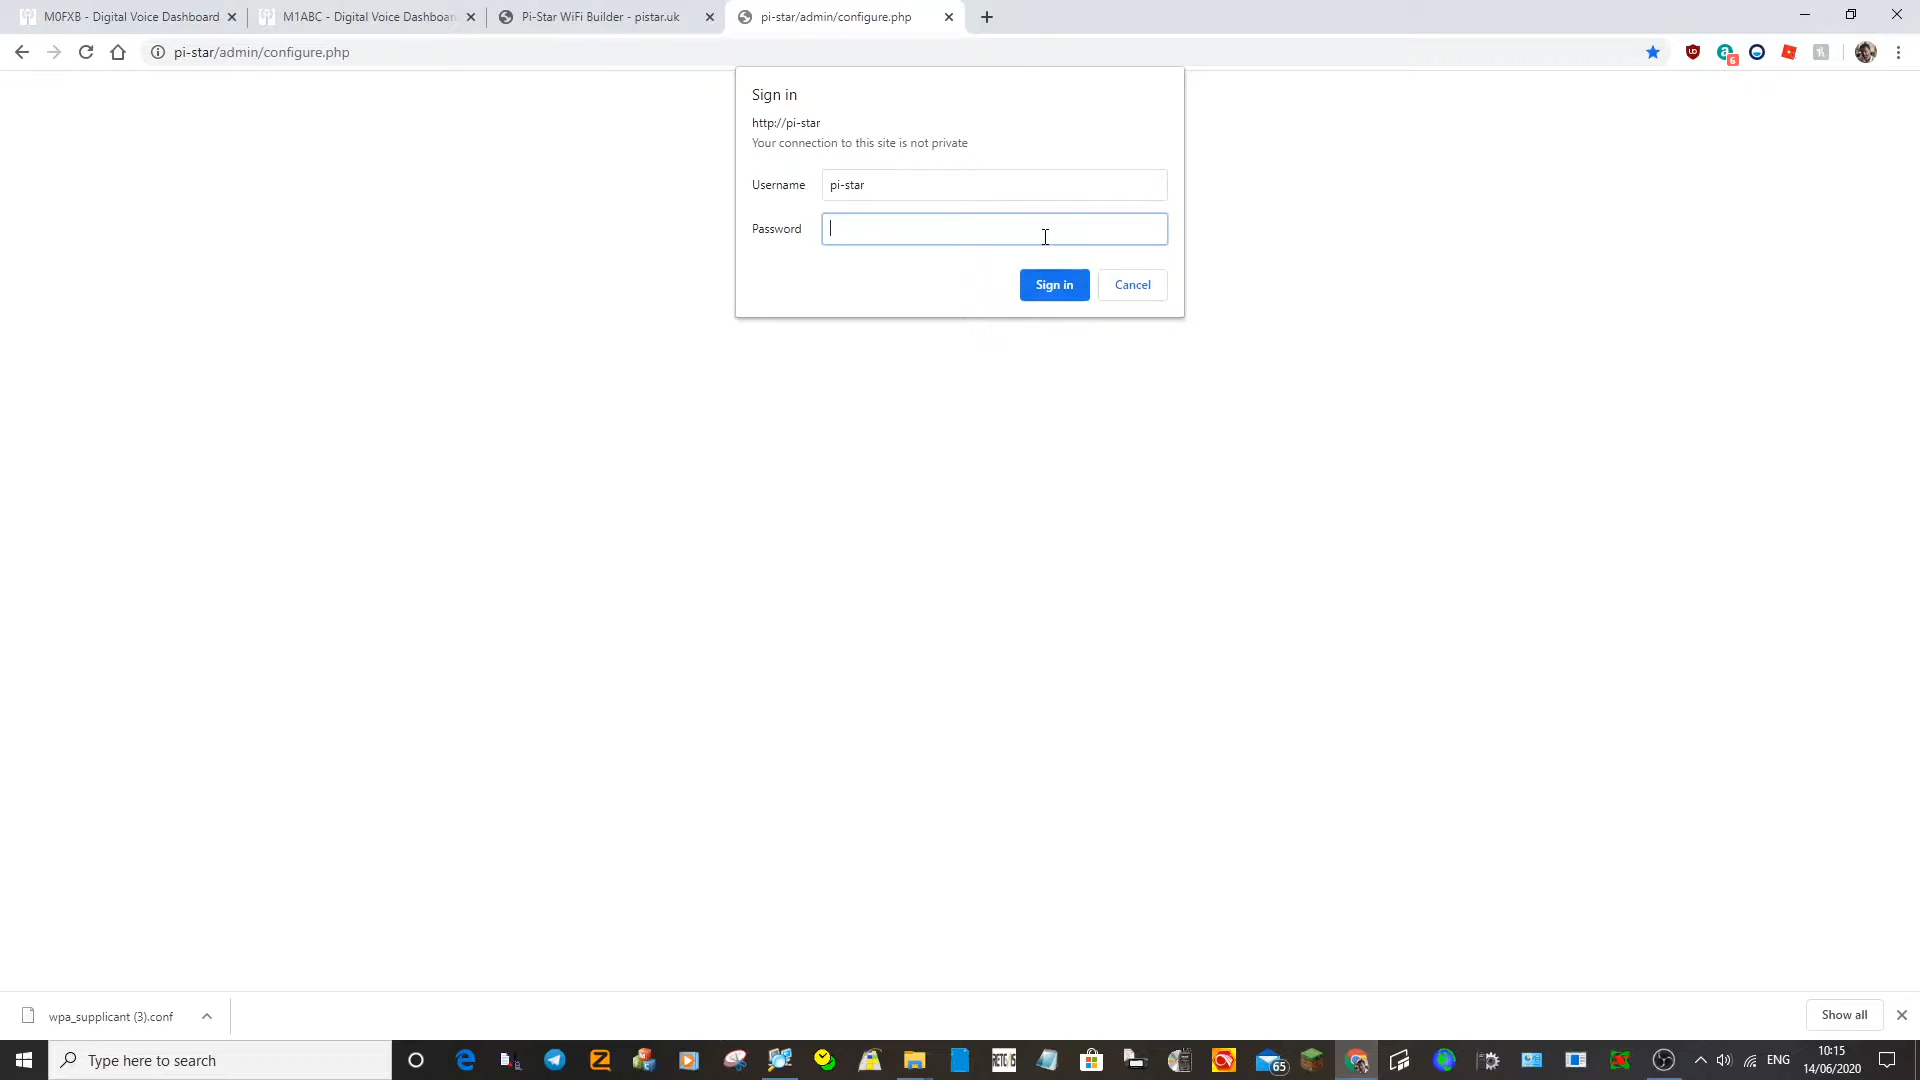 M0FXB - Digital Voice Dashboard
M1ABC - Digital Voice Dashboar
Pi-Star WiFi Builder - pistar.uk
pi-star/admin/configure.php
pi-star/admin/configure.php
6
Sign in
http://pi-star
Your connection to this site is not private
Username
pi-star
Password
Sign in
Cancel
wpa_supplicant (3).conf
Show all
Type here to search
65
ENG
10:15
14/06/2020